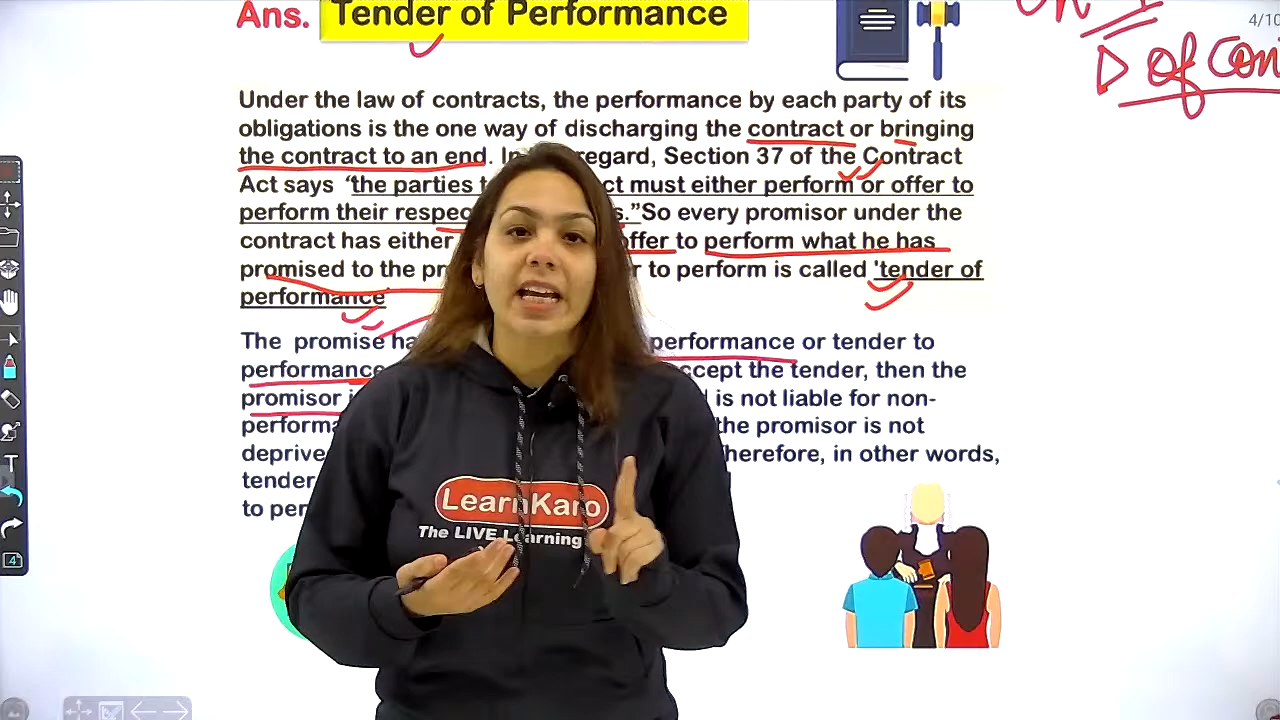 Ans. Tender of Performance
4/10
D of Con
Under the law of contracts, the performance by each party of its
obligations is the one way of discharging the contract or bringing
the contract to an end. In regard, Section 37 of the Contract
Act says “the parties ct must either perform or offer to
perform their respec s.”So every promisor under the
contract has either offer to perform what he has
promised to the pr r to perform is called 'tender of
performance'
The promise ha performance or tender to
performance ccept the tender, then the
promisor i is not liable for non-
performa the promisor is not
deprive herefore, in other words,
tender
to per
LearnKaro
The LIVE Learning
T
4